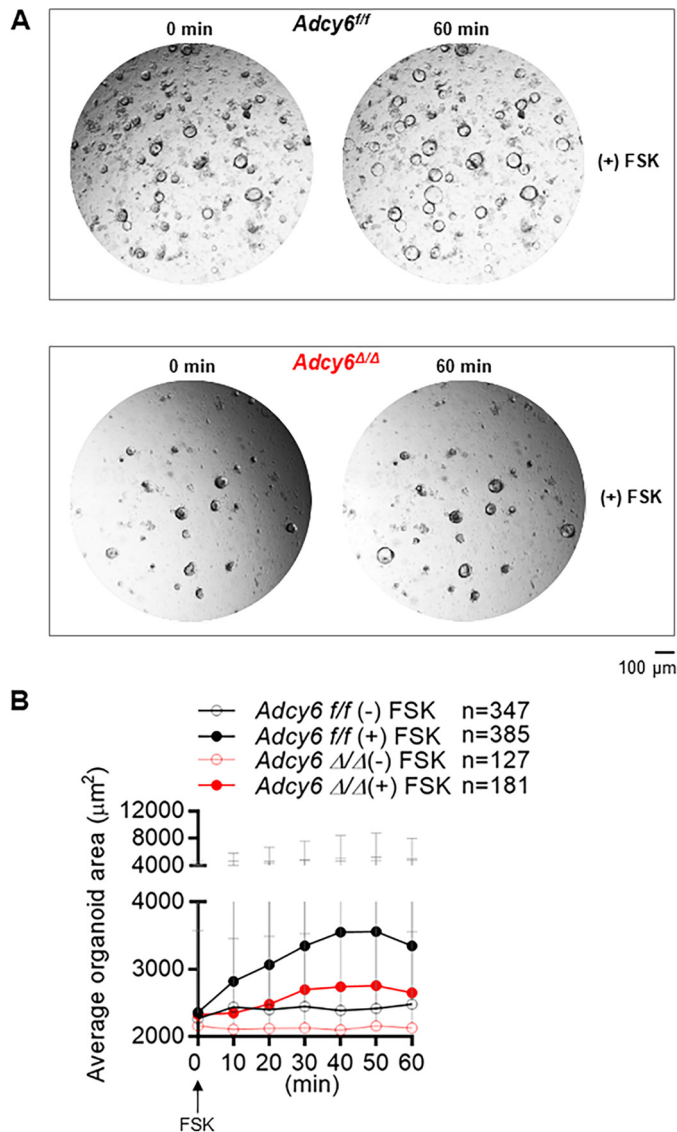 A
Adcy6f/f
0 min
60 min
(+) FSK
Adcy6Δ/Δ
0 min
60 min
(+) FSK
100 µm
B
Adcy6 f/f (-) FSK n=347
Adcy6 f/f (+) FSK n=385
Adcy6 Δ/Δ(-) FSK n=127
Adcy6 Δ/Δ(+) FSK n=181
Average organoid area (µm2)
12000
8000
4000
4000
3000
2000
0 10 20 30 40 50 60
(min)
FSK